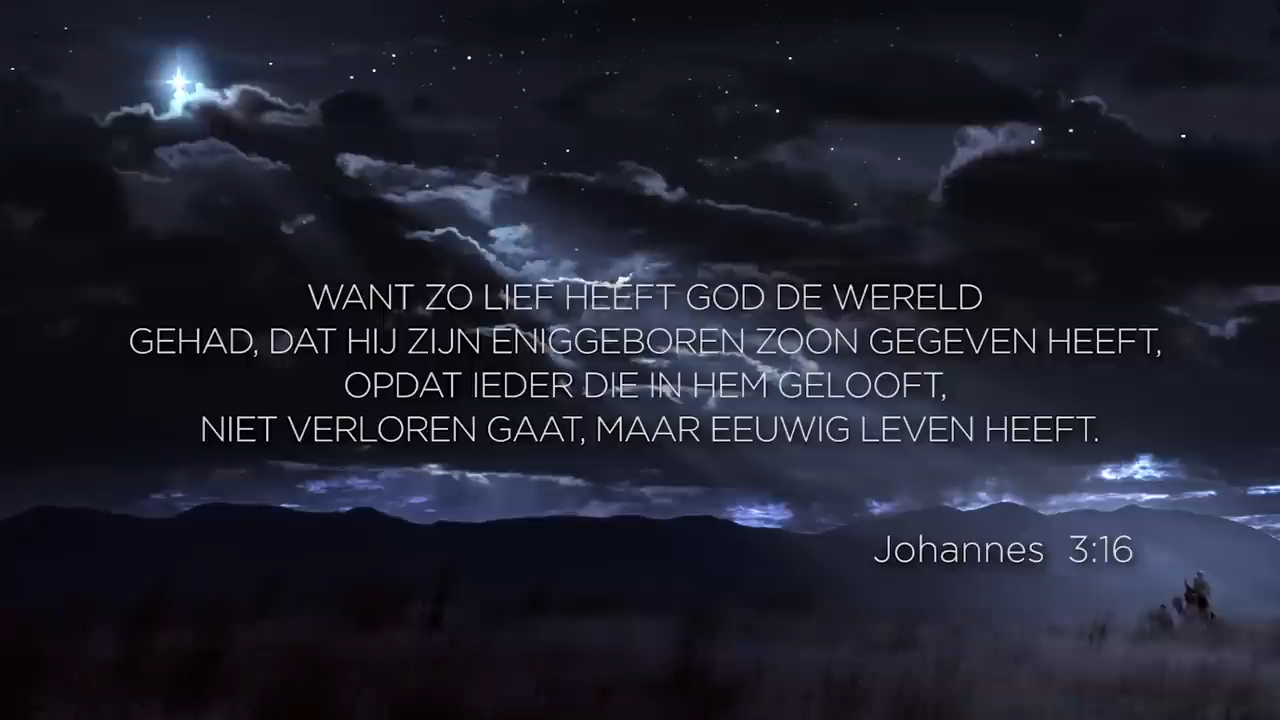 WANT ZO LIEF HEEFT GOD DE WERELD
GEHAD, DAT HIJ ZIJN ENIGGEBOREN ZOON GEGEVEN HEEFT,
OPDAT IEDER DIE IN HEM GELOOFT,
NIET VERLOREN GAAT, MAAR EEUWIG LEVEN HEEFT.
Johannes 3:16